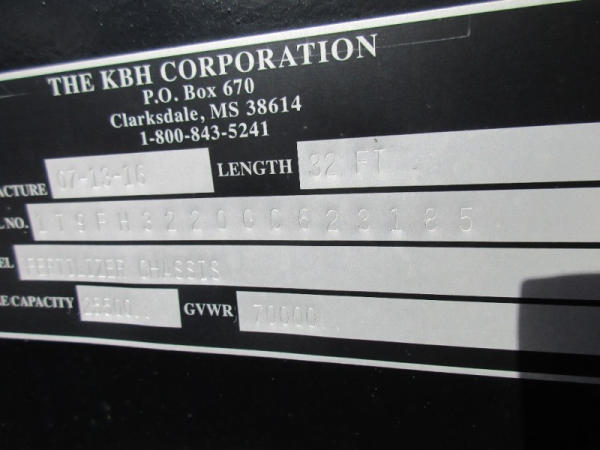 THE KBH CORPORATION
P.O. Box 670
Clarksdale, MS 38614
1-800-843-5241
ACTURE 07-13-16 LENGTH 32 FT
L NO.
EL FERTILIZER CHASSIS
LE CAPACITY GVWR 70000